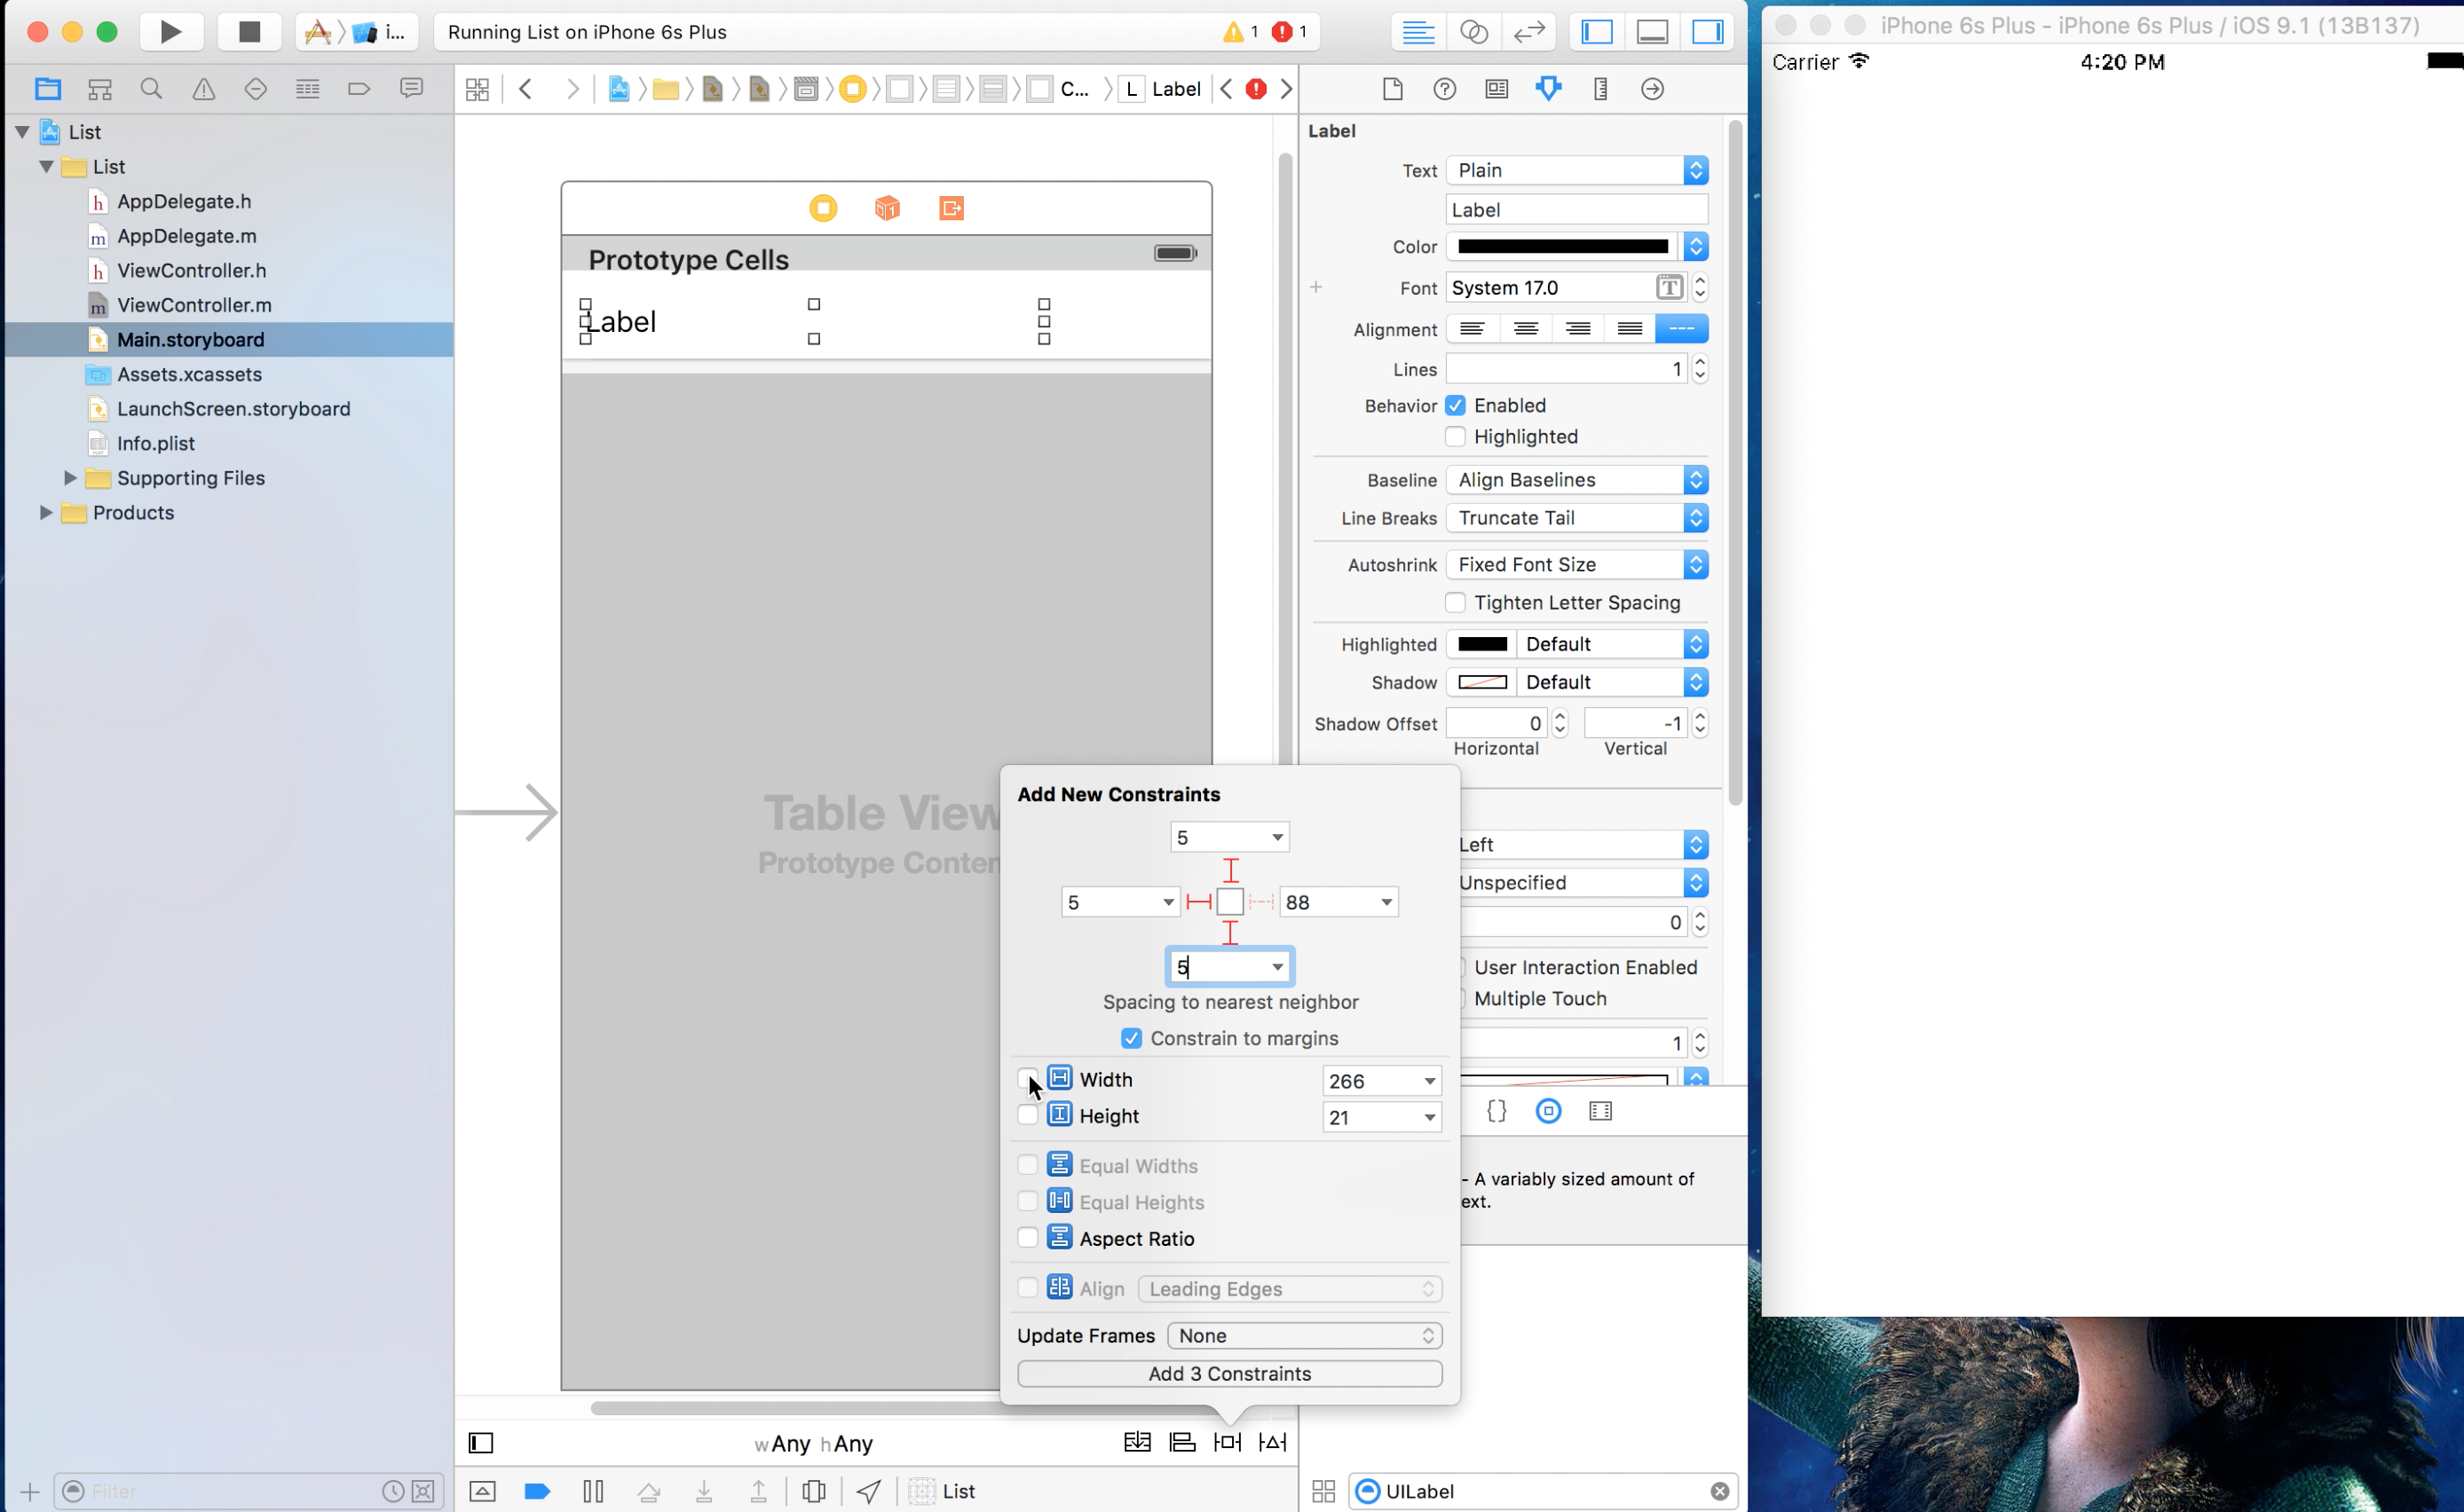 i...
Running List on iPhone 6s Plus
1
1
iPhone 6s Plus - iPhone 6s Plus / iOS 9.1 (13B137)
Carrier
4:20 PM
C...
L Label
List
List
h AppDelegate.h
m AppDelegate.m
h ViewController.h
m ViewController.m
Main.storyboard
Assets.xcassets
LaunchScreen.storyboard
Info.plist
Supporting Files
Products
Filter
Prototype Cells
Label
Table View
Prototype Conten
Add New Constraints
5
5
88
5
Spacing to nearest neighbor
Constrain to margins
Width 266
Height 21
Equal Widths
Equal Heights
Aspect Ratio
Align Leading Edges
Update Frames None
Add 3 Constraints
wAny hAny
List
Label
Text Plain
Label
Color
Font System 17.0
Alignment
Lines 1
Behavior Enabled
Highlighted
Baseline Align Baselines
Line Breaks Truncate Tail
Autoshrink Fixed Font Size
Tighten Letter Spacing
Highlighted Default
Shadow Default
Shadow Offset 0 -1
Horizontal Vertical
Left
Unspecified
0
User Interaction Enabled
Multiple Touch
1
- A variably sized amount of
ext.
UILabel